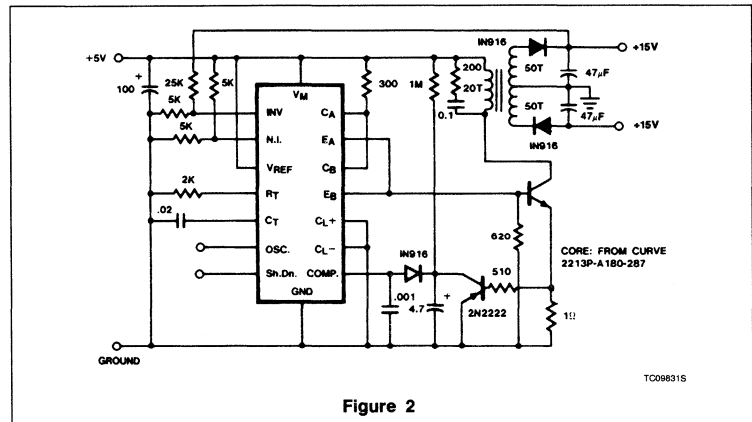 IN916
+15V
+5V
100
25K
5K
5K
5K
VM
300
1M
200
20T
0.1
50T
50T
47μF
47μF
+15V
IN916
INV
CA
N.I.
EA
VREF
CB
2K
RT
EB
.02
CT
CL+
OSC.
CL-
Sh.Dn.
COMP.
GND
IN916
.001
4.7
510
2N2222
620
1Ω
CORE: FROM CURVE
2213P-A180-287
GROUND
TC09831S
Figure 2